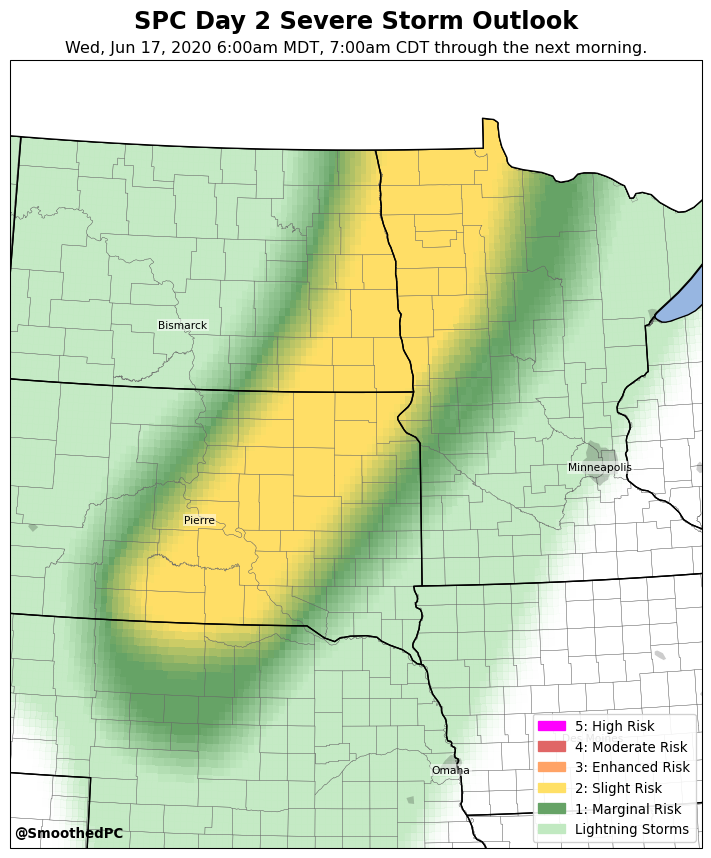 SPC Day 2 Severe Storm Outlook
Wed, Jun 17, 2020 6:00am MDT, 7:00am CDT through the next morning.
Bismarck
Minneapolis
Pierre
Omaha
5: High Risk
4: Moderate Risk
3: Enhanced Risk
2: Slight Risk
1: Marginal Risk
Lightning Storms
@SmoothedPC